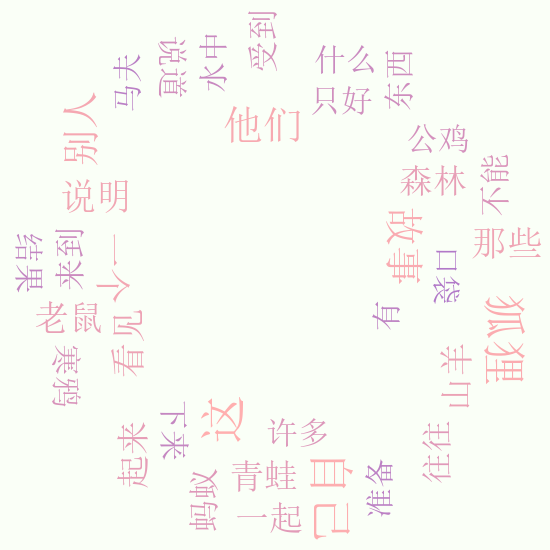 受到
水中
说道
马夫
什么
东西
只好
他们
别人
公鸡
森林
不能
说明
故事
那些
来到
结果
一个
口袋
老鼠
看见
有
狐狸
山羊
寒鸦
这
下来
起来
许多
往往
青蛙
自己
准备
蚂蚁
一起